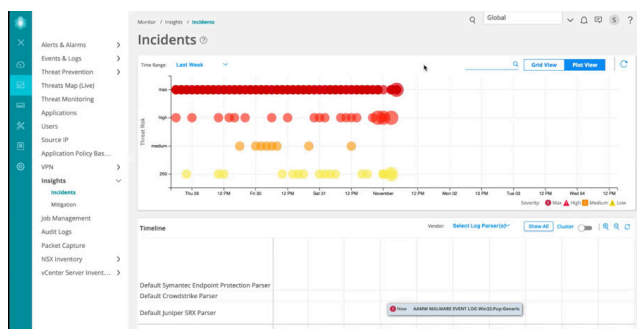 Monitor / Insights / Incidents
Global
S
?
Incidents
Alerts & Alarms
Events & Logs
Threat Prevention
Threats Map (Live)
Threat Monitoring
Applications
Users
Source IP
Application Policy Bas...
VPN
Insights
Incidents
Mitigation
Job Management
Audit Logs
Packet Capture
NSX Inventory
vCenter Server Invent...
Time Range: Last Week
Grid View Plot View
Threat Risk
max
high
medium
250
Thu 29 12 PM Fri 30 12 PM Sat 31 12 PM November 12 PM Mon 02 12 PM Tue 03 12 PM Wed 04 12 PM
Severity: Max High Medium Low
Timeline
Vendor: Select Log Parser(s) Show All Cluster
Default Symantec Endpoint Protection Parser
Default Crowdstrike Parser
Default Juniper SRX Parser
Now AAMW MALWARE EVENT LOG Win32:Pup:Generic